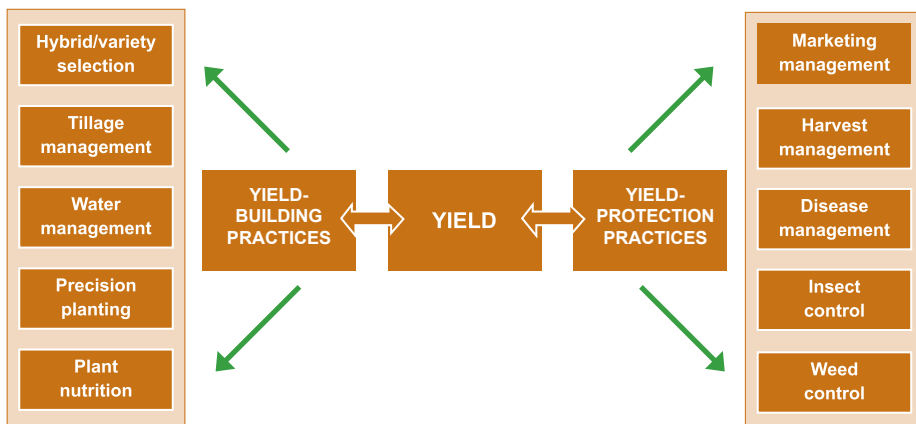 Hybrid/variety
selection
Tillage
management
Water
management
Precision
planting
Plant
nutrition
YIELD-
BUILDING
PRACTICES
YIELD
YIELD-
PROTECTION
PRACTICES
Marketing
management
Harvest
management
Disease
management
Insect
control
Weed
control